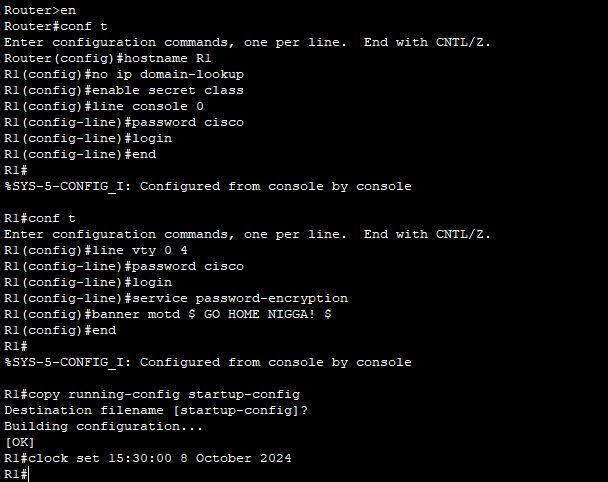 Router>en
Router#conf t
Enter configuration commands, one per line.  End with CNTL/Z.
Router(config)#hostname R1
R1(config)#no ip domain-lookup
R1(config)#enable secret class
R1(config)#line console 0
R1(config-line)#password cisco
R1(config-line)#login
R1(config-line)#end
R1#
%SYS-5-CONFIG_I: Configured from console by console

R1#conf t
Enter configuration commands, one per line.  End with CNTL/Z.
R1(config)#line vty 0 4
R1(config-line)#password cisco
R1(config-line)#login
R1(config-line)#service password-encryption
R1(config)#banner motd $ GO HOME NIGGA! $
R1(config)#end
R1#
%SYS-5-CONFIG_I: Configured from console by console

R1#copy running-config startup-config
Destination filename [startup-config]?
Building configuration...
[OK]
R1#clock set 15:30:00 8 October 2024
R1#